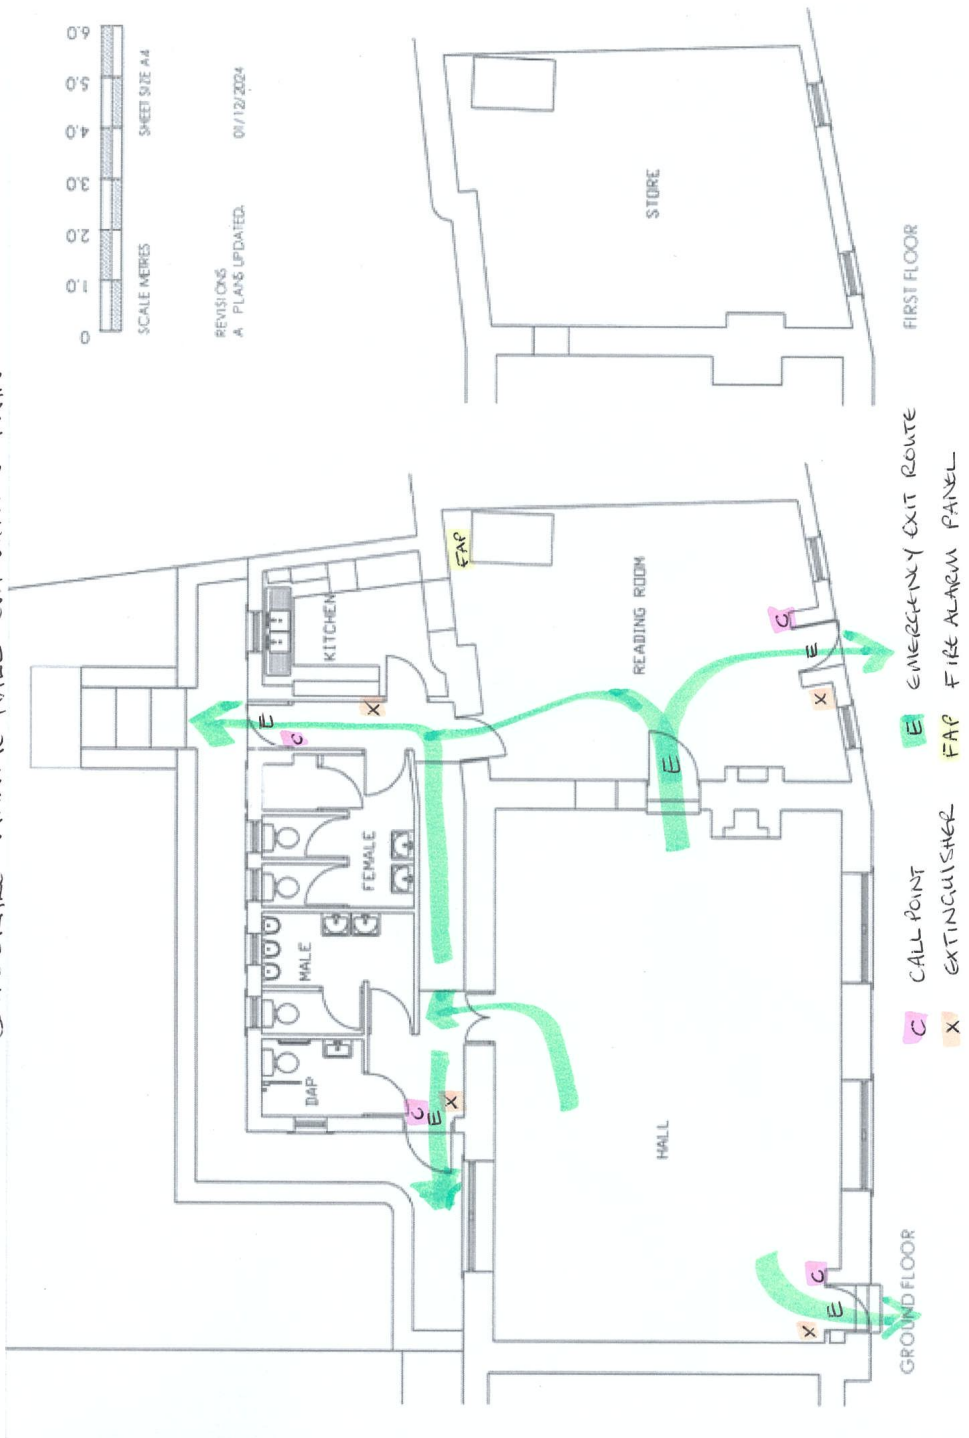 0 1.0 2.0 3.0 4.0 5.0 6.0
SCALE METRES SHEET SIZE A4
REVISIONS
A PLANS UPDATED. 01/12/2024
DAP
MALE
FEMALE
KITCHEN
C
E
C
E
X
X
FAP
HALL
READING ROOM
STORE
E
C
E
X
C
E
X
GROUND FLOOR
FIRST FLOOR
C CALL POINT
E EMERGENCY EXIT ROUTE
X EXTINGUISHER
FAP FIRE ALARM PANEL